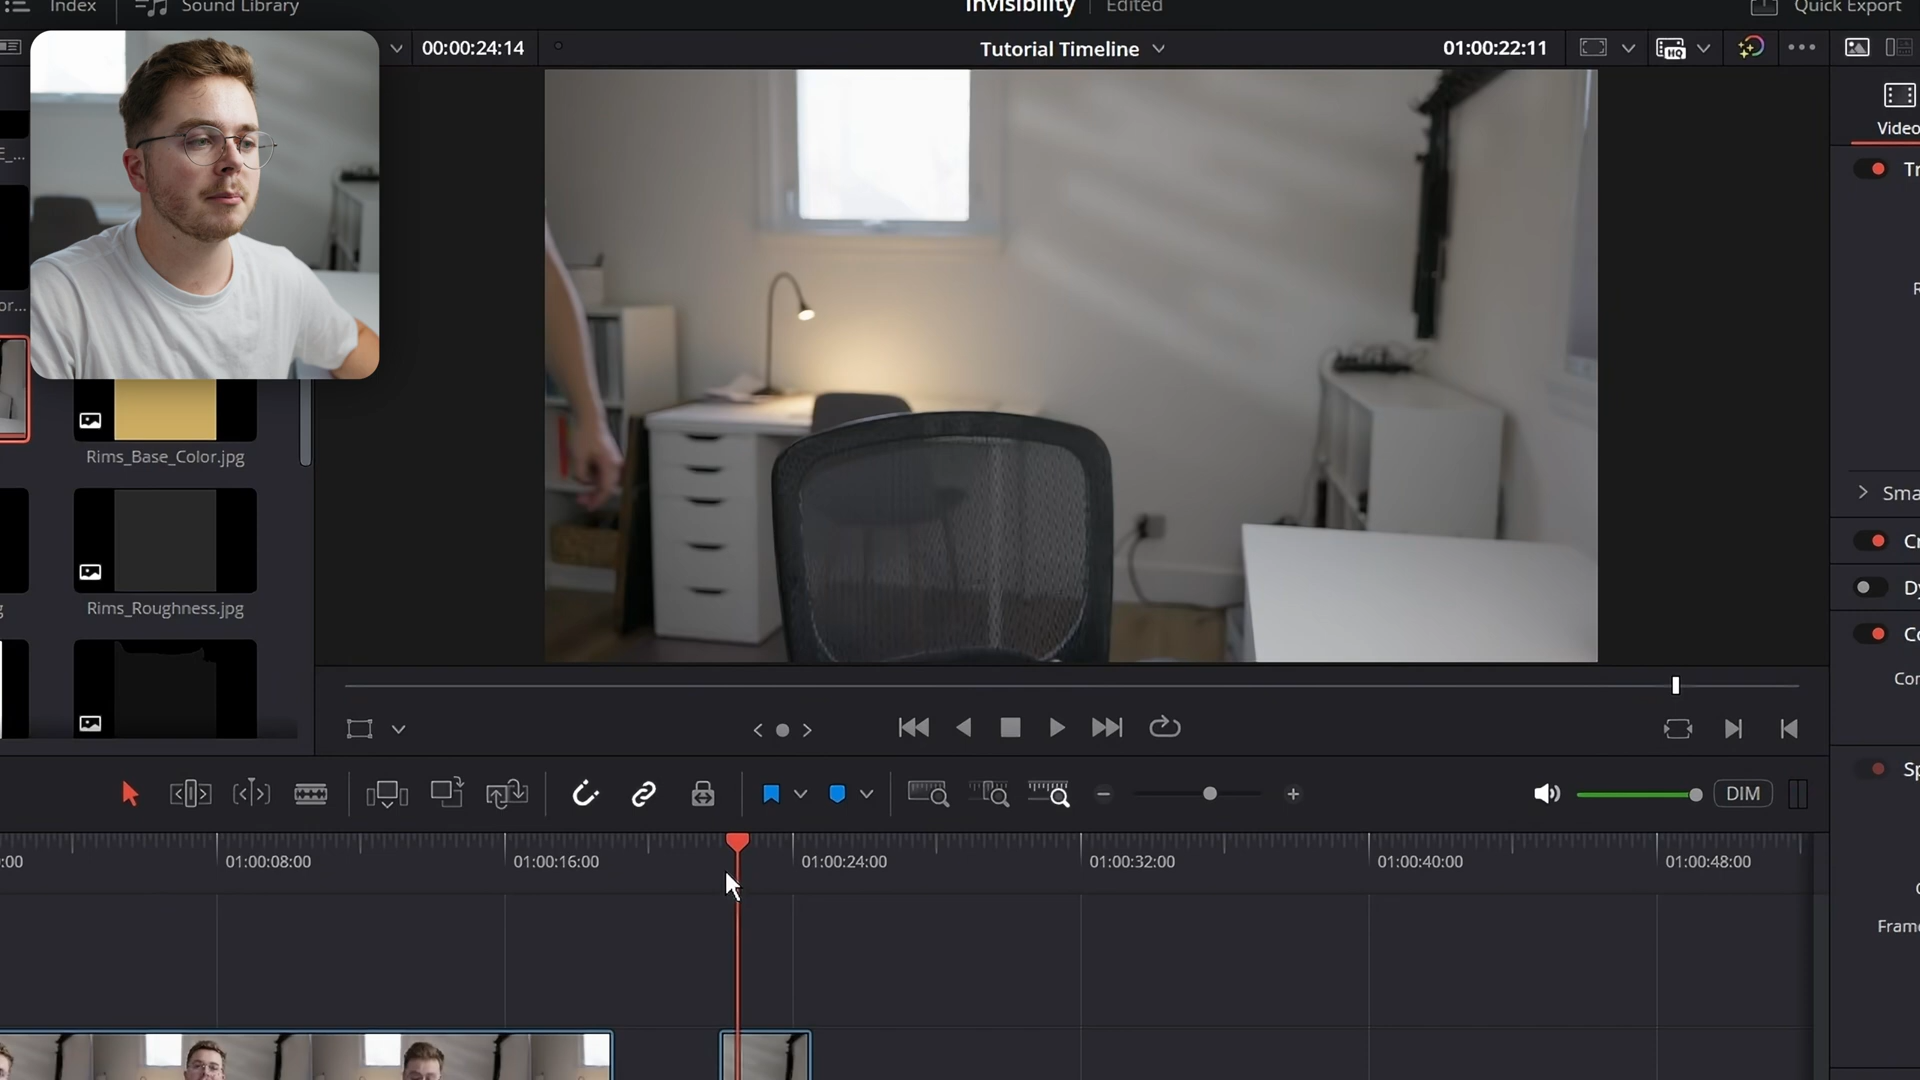 Index
Sound Library
Invisibility
Edited
Quick Export
00:00:24:14
Tutorial Timeline
01:00:22:11
HQ
Video
Rims_Base_Color.jpg
Rims_Roughness.jpg
DIM
01:00:08:00
01:00:16:00
01:00:24:00
01:00:32:00
01:00:40:00
01:00:48:00